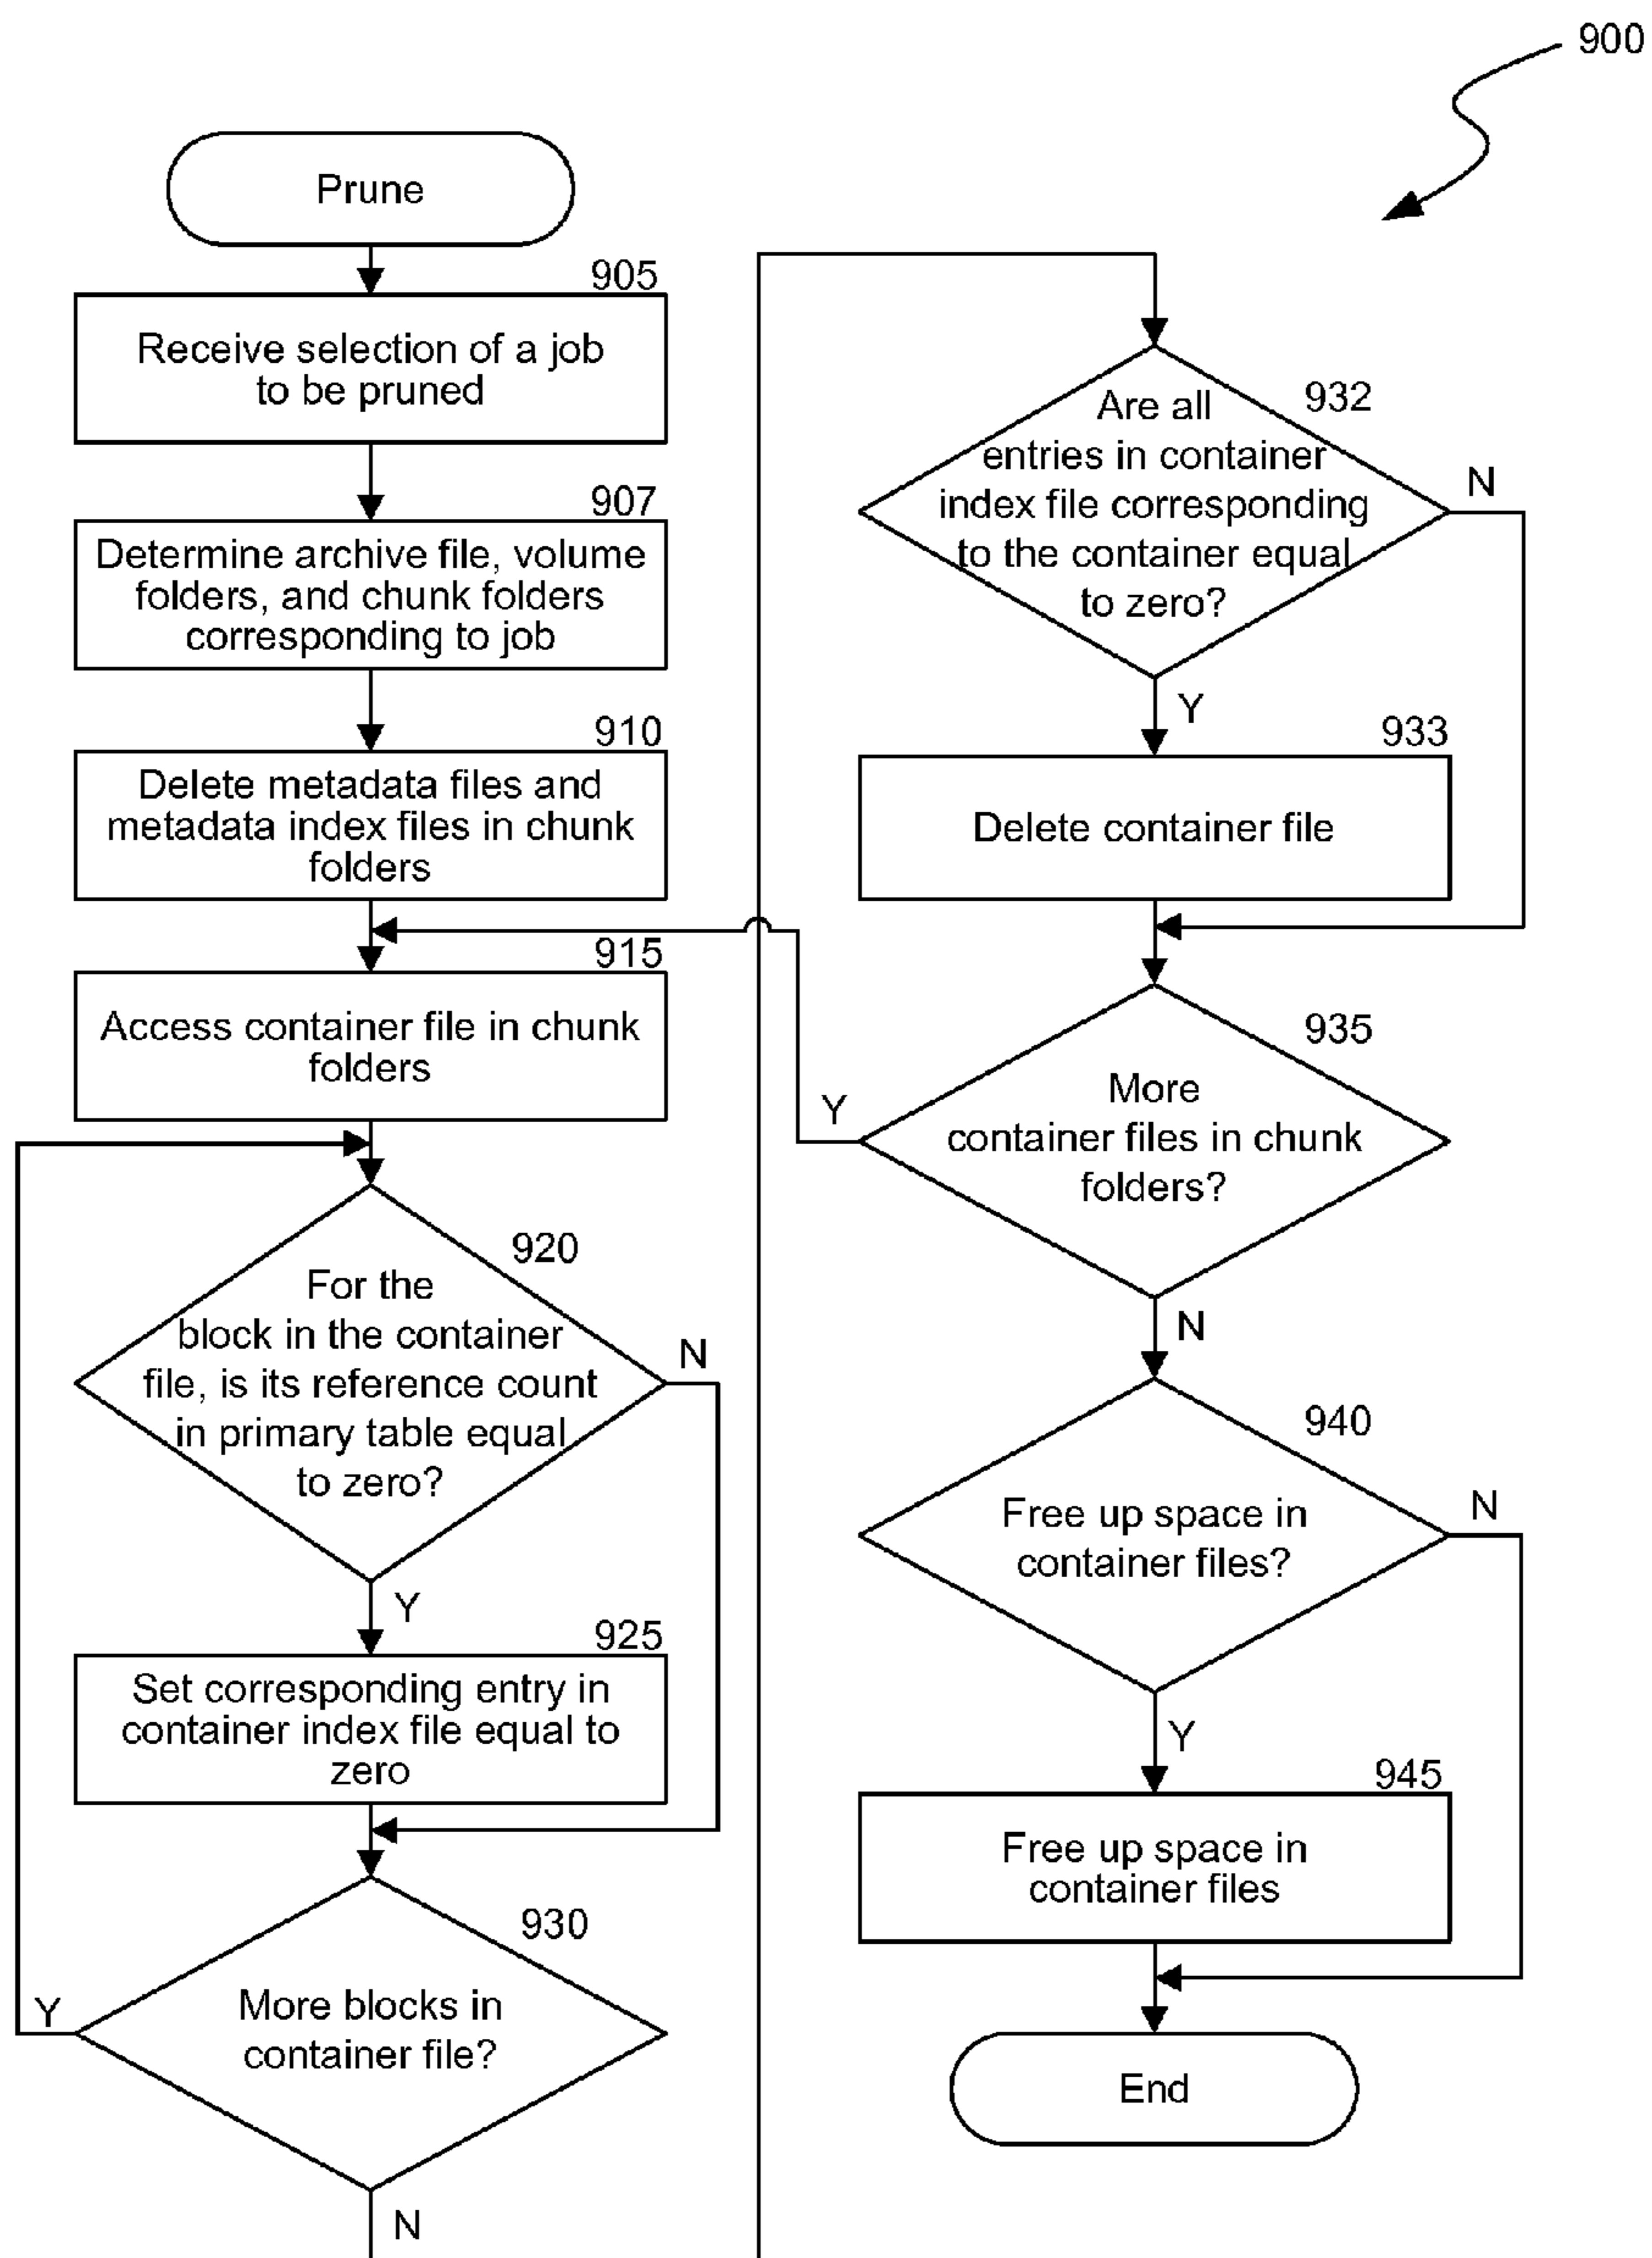 900
Prune
905
Receive selection of a job
to be pruned
907
Determine archive file, volume
folders, and chunk folders
corresponding to job
910
Delete metadata files and
metadata index files in chunk
folders
915
Access container file in chunk
folders
920
For the
block in the container
file, is its reference count
in primary table equal
to zero?
N
Y
925
Set corresponding entry in
container index file equal to
zero
930
More blocks in
container file?
Y
N
932
Are all
entries in container
index file corresponding
to the container equal
to zero?
N
Y
933
Delete container file
935
More
container files in chunk
folders?
Y
N
940
Free up space in
container files?
N
Y
945
Free up space in
container files
End